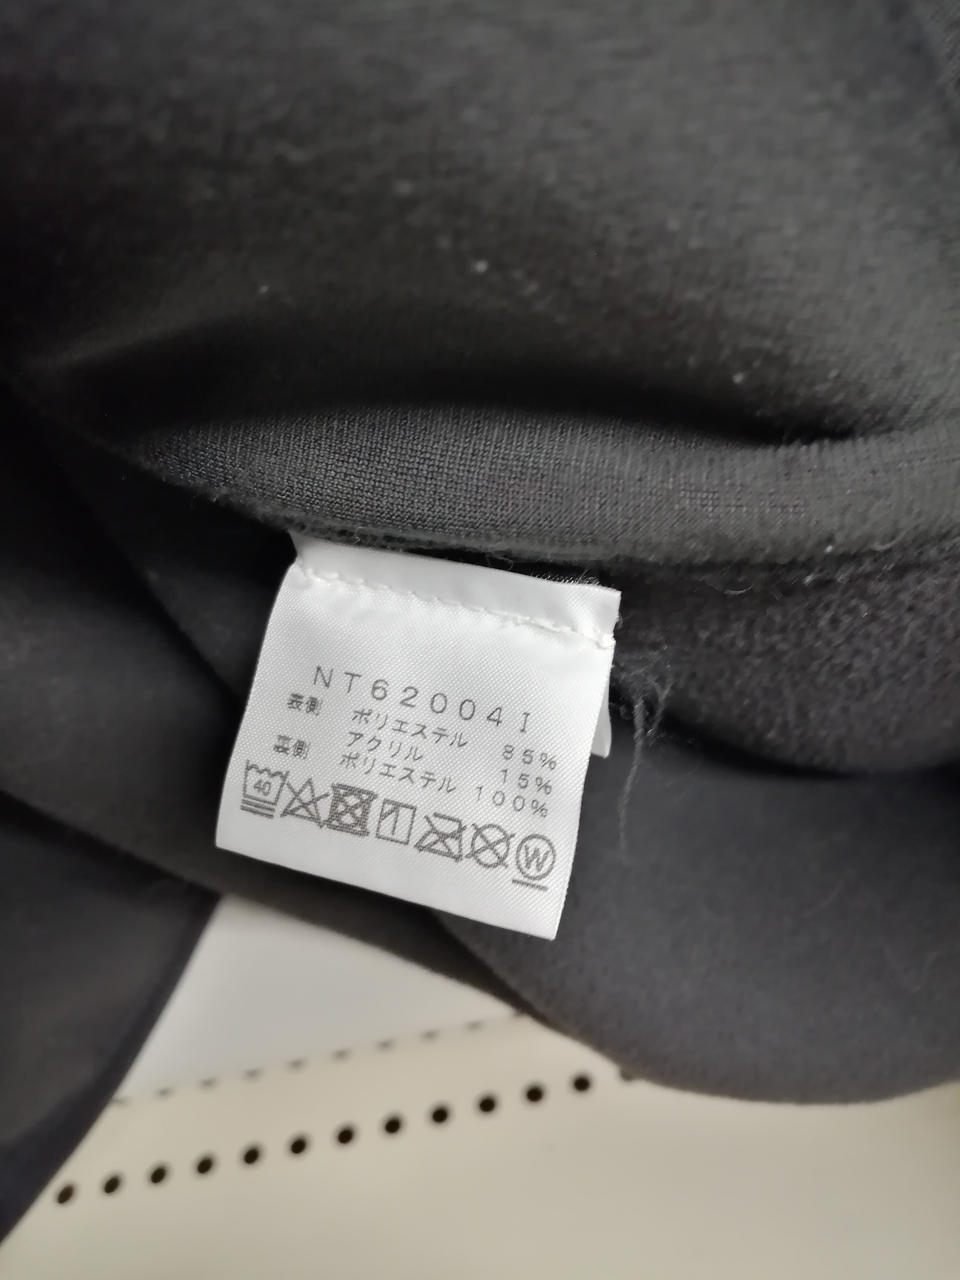 NT62004I
表側 ポリエステル 85%
アクリル 15%
裏側 ポリエステル 100%
40
W